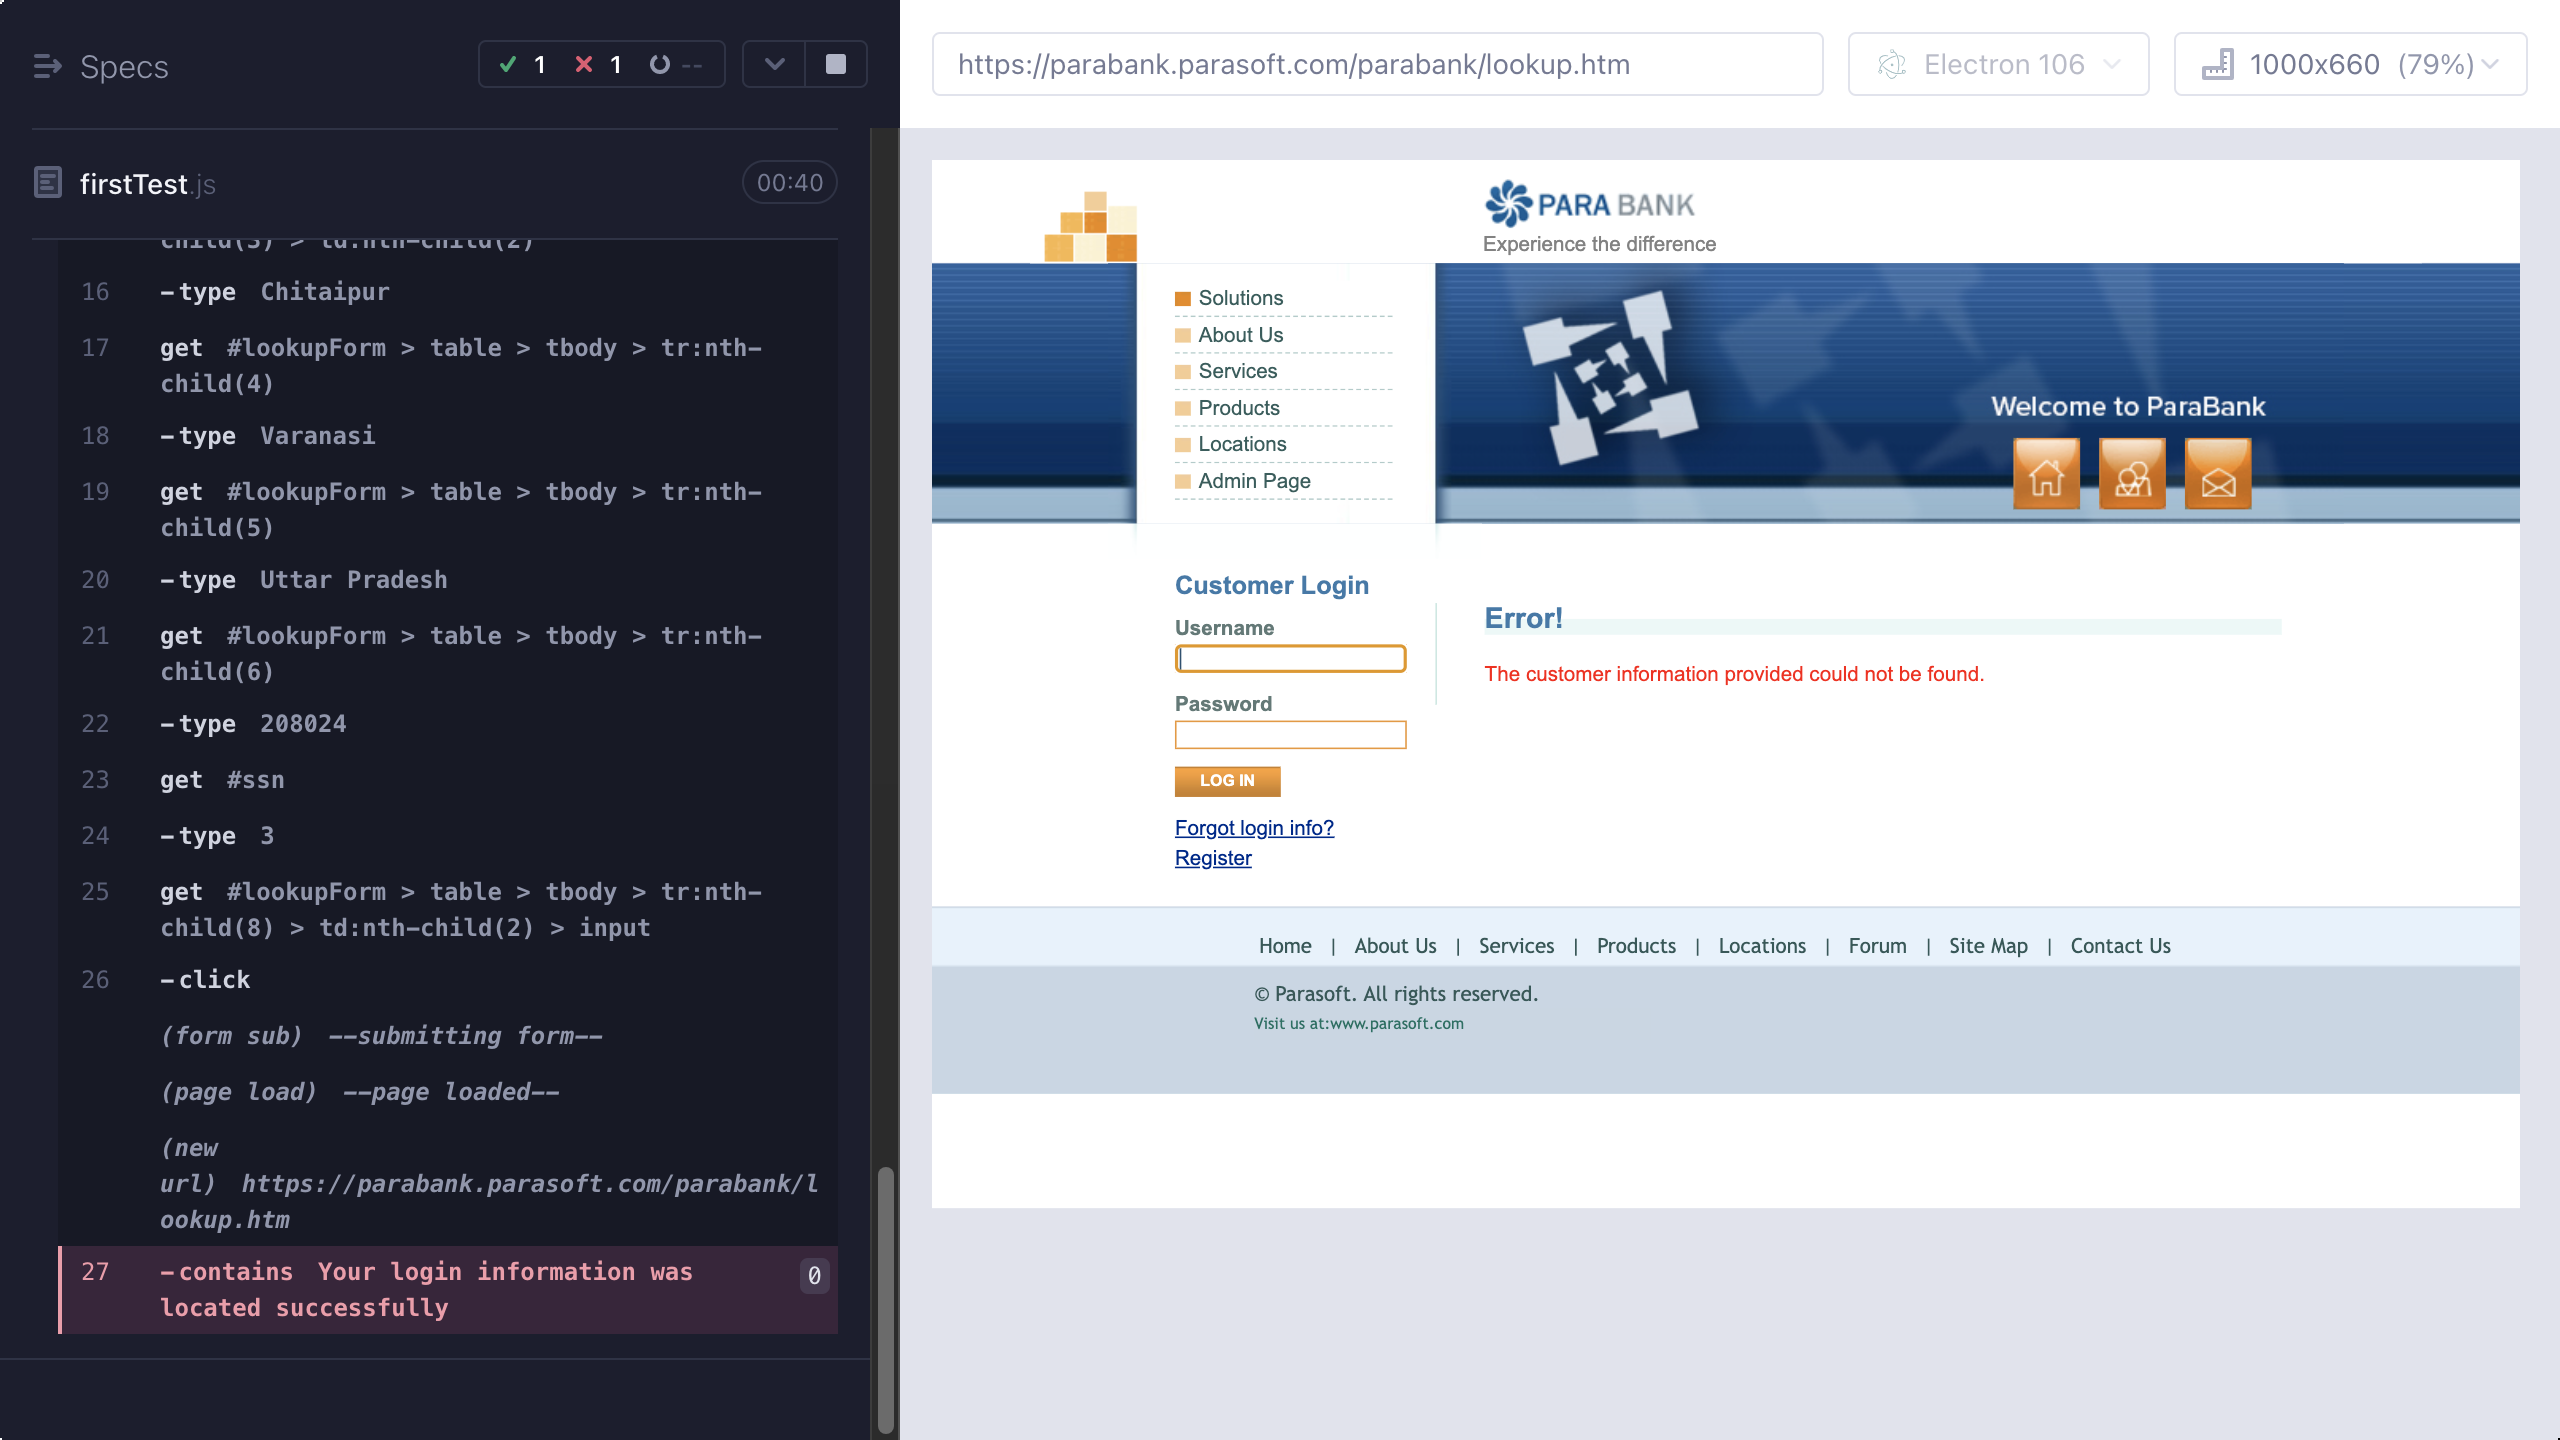 Specs
1 1 --
https://parabank.parasoft.com/parabank/lookup.htm
Electron 106
1000x660 (79%)
firstTest.js
00:40
child(3) > td:nth-child(2)
16 -type Chitaipur
17 get #lookupForm > table > tbody > tr:nth-
child(4)
18 -type Varanasi
19 get #lookupForm > table > tbody > tr:nth-
child(5)
20 -type Uttar Pradesh
21 get #lookupForm > table > tbody > tr:nth-
child(6)
22 -type 208024
23 get #ssn
24 -type 3
25 get #lookupForm > table > tbody > tr:nth-
child(8) > td:nth-child(2) > input
26 -click
(form sub) --submitting form--
(page load) --page loaded--
(new
url) https://parabank.parasoft.com/parabank/l
ookup.htm
27 -contains Your login information was
located successfully
0
PARA BANK
Experience the difference
Solutions
About Us
Services
Products
Locations
Admin Page
Welcome to ParaBank
Customer Login
Username
Password
LOG IN
Forgot login info?
Register
Error!
The customer information provided could not be found.
Home | About Us | Services | Products | Locations | Forum | Site Map | Contact Us
© Parasoft. All rights reserved.
Visit us at:www.parasoft.com